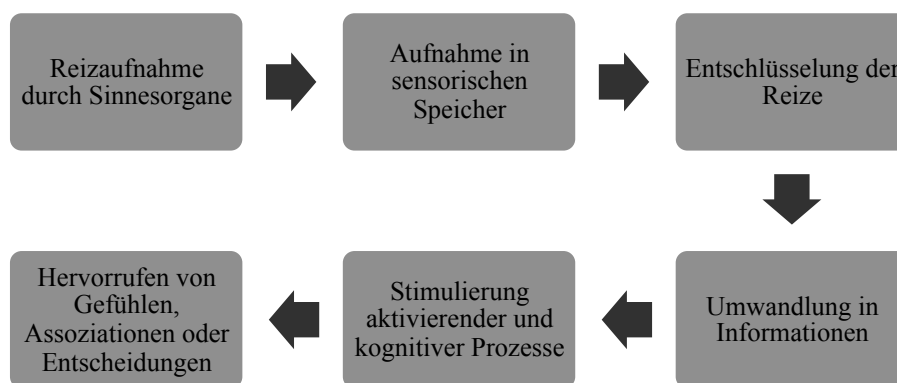 Reizaufnahme
durch Sinnesorgane
Aufnahme in
sensorischen
Speicher
Entschlüsselung der
Reize
Umwandlung in
Informationen
Stimulierung
aktivierender und
kognitiver Prozesse
Hervorrufen von
Gefühlen,
Assoziationen oder
Entscheidungen